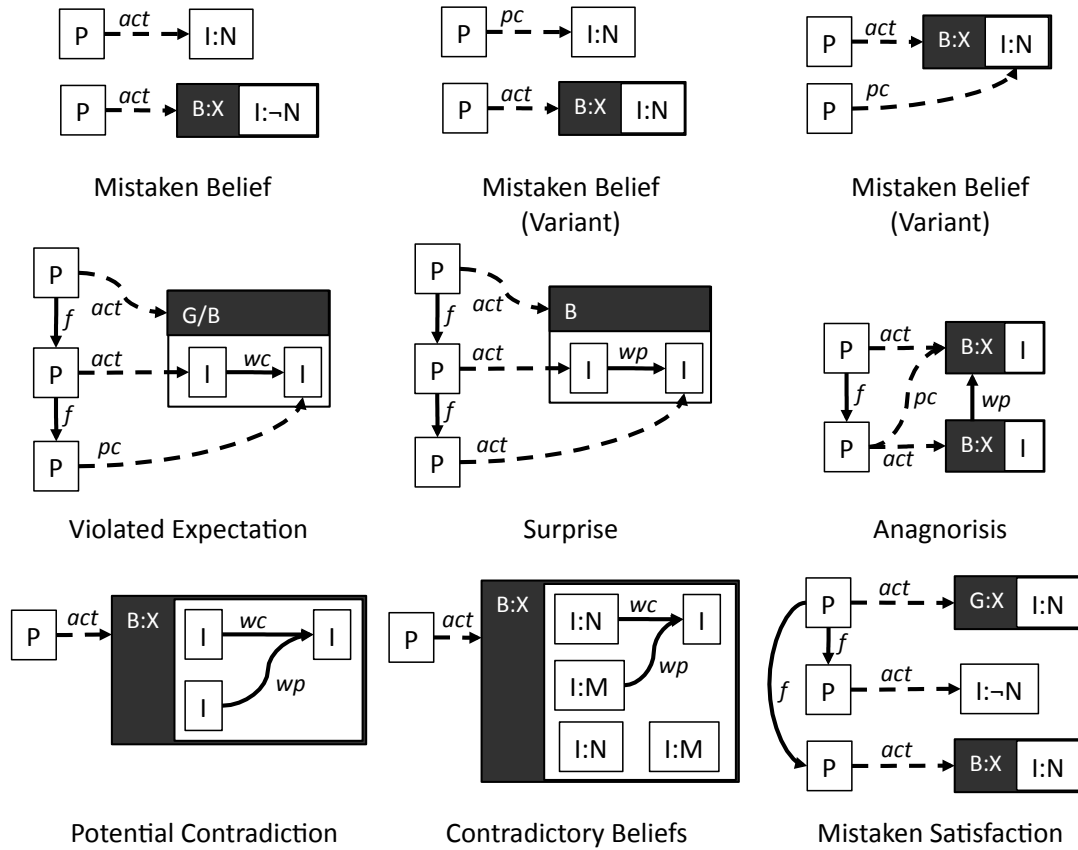 P act I:N
P act B:X I:¬N
Mistaken Belief
P pc I:N
P act B:X I:N
Mistaken Belief
(Variant)
P act B:X I:N
P pc
Mistaken Belief
(Variant)
P
act
f
G/B
P act I wc I
f
P pc
Violated Expectation
P
act
f
B
P act I wp I
f
P act
Surprise
P act B:X I
f pc wp
P act B:X I
Anagnorisis
P act B:X I wc I
I wp
Potential Contradiction
P act B:X I:N wc I
I:M wp
I:N I:M
Contradictory Beliefs
P act G:X I:N
f
P act I:¬N
f
P act B:X I:N
Mistaken Satisfaction